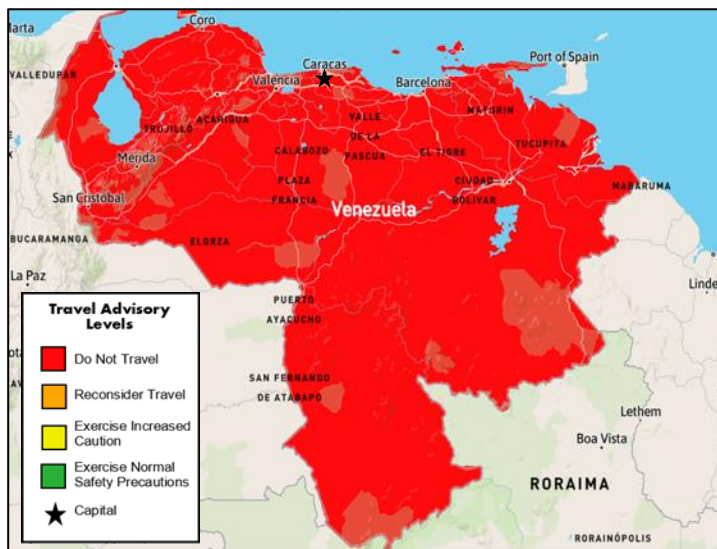 Marta
Coro
Caracas
Port of Spain
VALLEDUPAR
Valencia
Barcelona
MATURIN
ACARIGUA
VALLE
DE LA
PASCUA
TRUJILLO
TUCUPITA
CALABOZO
EL TIGRE
Merida
PLAZA
FRANCIA
CIUDAD
BOLIVAR
MABARUMA
San Cristobal
Venezuela
BUCARAMANGA
ELORZA
La Paz
Linde
PUERTO
AYACUCHO
Travel Advisory
Levels
Do Not Travel
Reconsider Travel
Exercise Increased
Caution
Exercise Normal
Safety Precautions
Capital
SAN FERNANDO
DE ATABAPO
Lethem
Boa Vista
RORAIMA
RORAINÓPOLIS